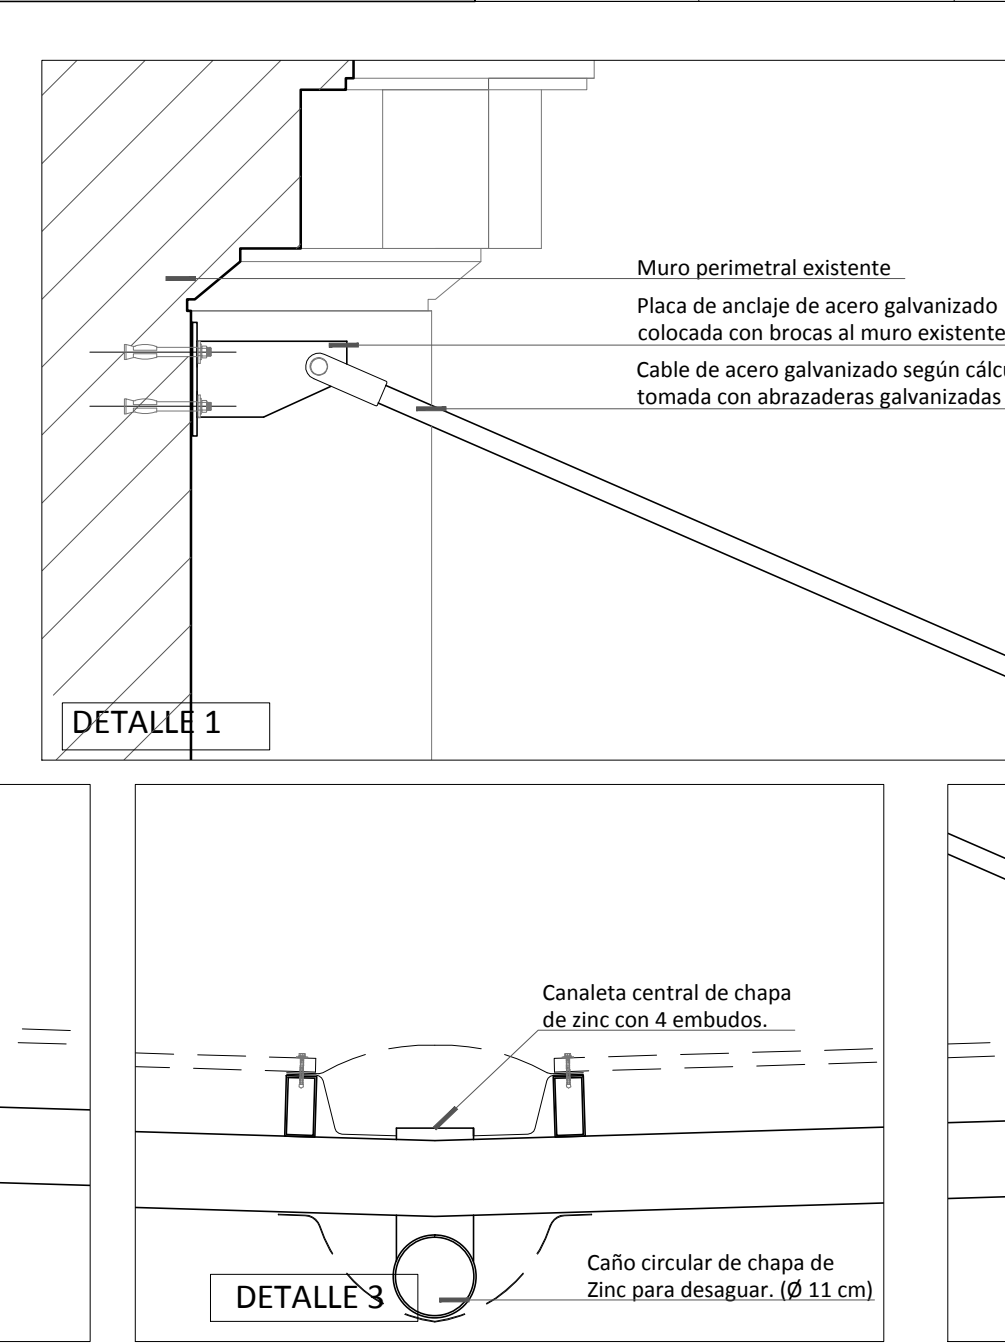 Muro perimetral existente
Placa de anclaje de acero galvanizado
colocada con brocas al muro existente
Cable de acero galvanizado según
tomada con abrazaderas galvanizadas
DETALLE 1
Canaleta central de chapa
de zinc con 4 embudos.
Caño circular de chapa de
Zinc para desaguar. (Ø 11 cm)
DETALLE 3